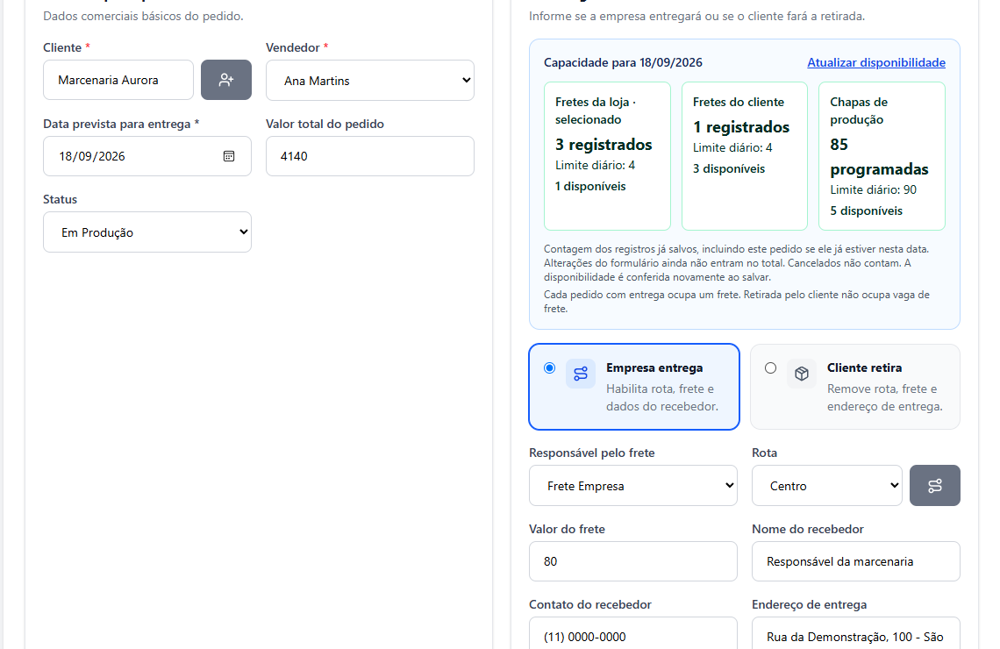 Dados comerciais básicos do pedido.
Cliente *
Marcenaria Aurora
Vendedor *
Ana Martins
Data prevista para entrega *
18/09/2026
Valor total do pedido
4140
Status
Em Produção
Informe se a empresa entregará ou se o cliente fará a retirada.
Capacidade para 18/09/2026
Atualizar disponibilidade
Fretes da loja ·
selecionado
3 registrados
Limite diário: 4
1 disponíveis
Fretes do cliente
1 registrados
Limite diário: 4
3 disponíveis
Chapas de
produção
85
programadas
Limite diário: 90
5 disponíveis
Contagem dos registros já salvos, incluindo este pedido se ele já estiver nesta data.
Alterações do formulário ainda não entram no total. Cancelados não contam. A
disponibilidade é conferida novamente ao salvar.
Cada pedido com entrega ocupa um frete. Retirada pelo cliente não ocupa vaga de
frete.
Empresa entrega
Habilita rota, frete e
dados do recebedor.
Cliente retira
Remove rota, frete e
endereço de entrega.
Responsável pelo frete
Frete Empresa
Rota
Centro
Valor do frete
80
Nome do recebedor
Responsável da marcenaria
Contato do recebedor
(11) 0000-0000
Endereço de entrega
Rua da Demonstração, 100 - São